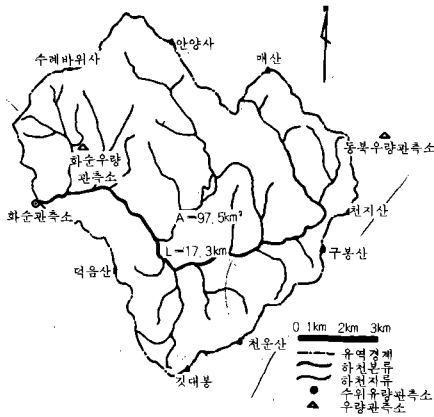 안양사
수례바위사
매산
동북우량관측소
화순우량
관측소
화순관측소
A=97.5km²
천지산
L=17.3km
구봉산
덕음산
천운산
깃대봉
0 1km 2km 3km
유역경계
하천본류
하천지류
수위유량관측소
우량관측소